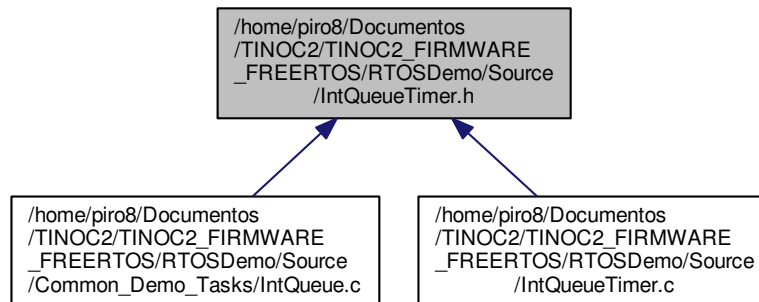 /home/piro8/Documentos
/TINOC2/TINOC2_FIRMWARE
_FREERTOS/RTOSDemo/Source
/IntQueueTimer.h
/home/piro8/Documentos
/TINOC2/TINOC2_FIRMWARE
_FREERTOS/RTOSDemo/Source
/Common_Demo_Tasks/IntQueue.c
/home/piro8/Documentos
/TINOC2/TINOC2_FIRMWARE
_FREERTOS/RTOSDemo/Source
/IntQueueTimer.c